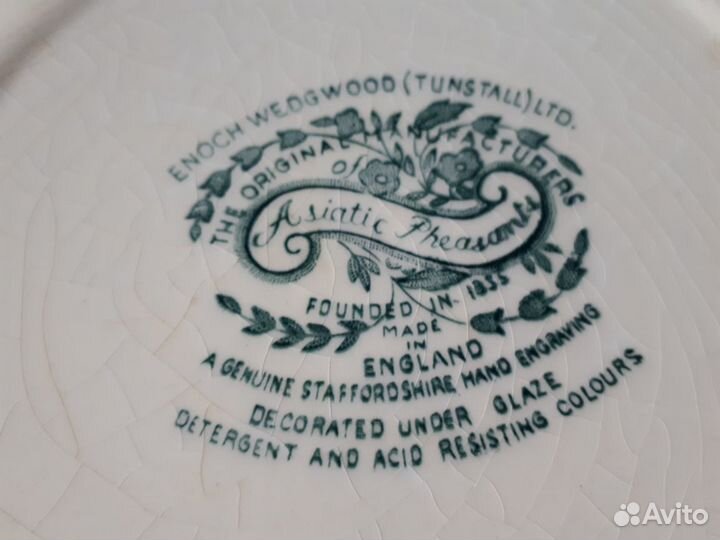 ENOCH WEDGWOOD (TUNSTALL) LTD.
THE ORIGINAL MANUFACTURERS
of
Asiatic Pheasants
FOUNDED IN 1835
MADE
IN
ENGLAND
A GENUINE STAFFORDSHIRE HAND ENGRAVING
DECORATED UNDER GLAZE
DETERGENT AND ACID RESISTING COLOURS
Avito